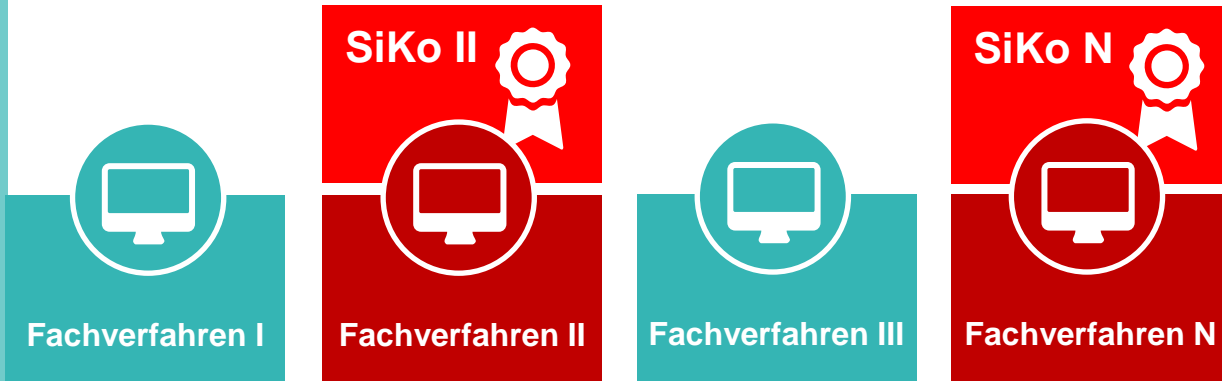 SiKo II
SiKo N
Fachverfahren I
Fachverfahren II
Fachverfahren III
Fachverfahren N